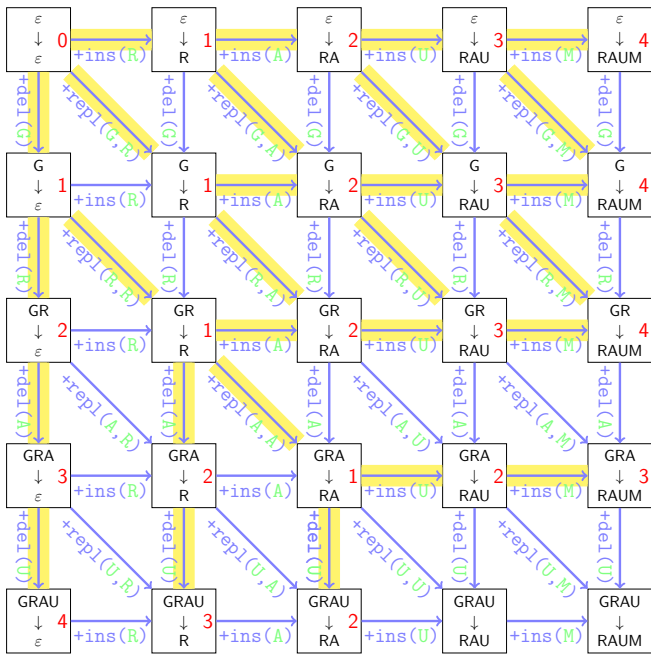 ε ↓ ε 0 +ins(R) ε ↓ R 1 +ins(A) ε ↓ RA 2 +ins(U) ε ↓ RAU 3 +ins(M) ε ↓ RAUM 4
+del(G) +repl(G,R) +del(G) +repl(G,A) +del(G) +repl(G,U) +del(G) +repl(G,M) +del(G)
G ↓ ε 1 +ins(R) G ↓ R 1 +ins(A) G ↓ RA 2 +ins(U) G ↓ RAU 3 +ins(M) G ↓ RAUM 4
+del(R) +repl(R,R) +del(R) +repl(R,A) +del(R) +repl(R,U) +del(R) +repl(R,M) +del(R)
GR ↓ ε 2 +ins(R) GR ↓ R 1 +ins(A) GR ↓ RA 2 +ins(U) GR ↓ RAU 3 +ins(M) GR ↓ RAUM 4
+del(A) +repl(A,R) +del(A) +repl(A,A) +del(A) +repl(A,U) +del(A) +repl(A,M) +del(A)
GRA ↓ ε 3 +ins(R) GRA ↓ R 2 +ins(A) GRA ↓ RA 1 +ins(U) GRA ↓ RAU 2 +ins(M) GRA ↓ RAUM 3
+del(U) +repl(U,R) +del(U) +repl(U,A) +del(U) +repl(U,U) +del(U) +repl(U,M) +del(U)
GRAU ↓ ε 4 +ins(R) GRAU ↓ R 3 +ins(A) GRAU ↓ RA 2 +ins(U) GRAU ↓ RAU +ins(M) GRAU ↓ RAUM